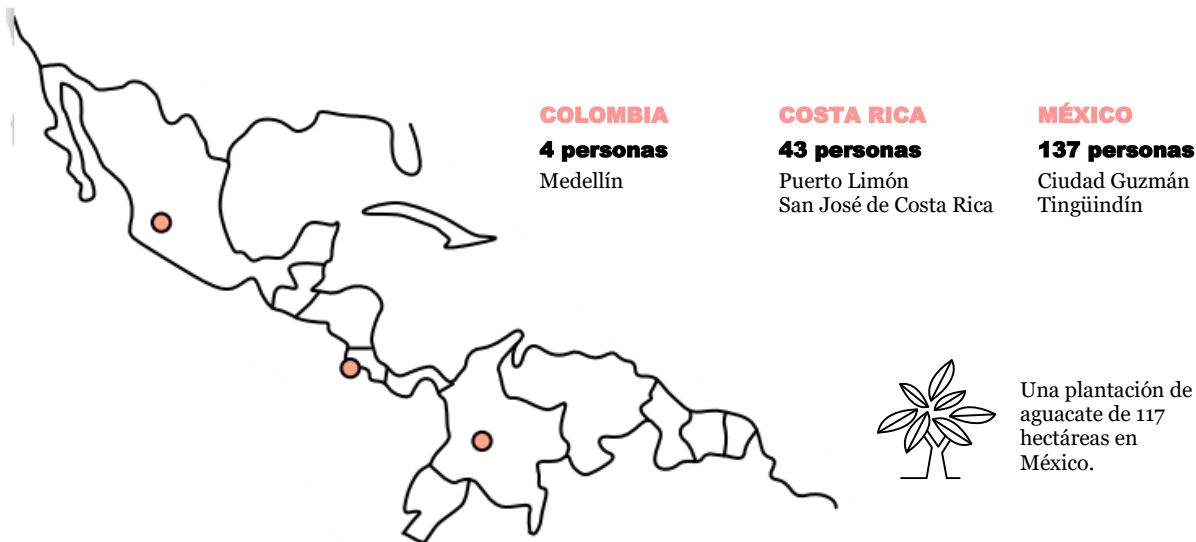 COLOMBIA
4 personas
Medellín
COSTA RICA
43 personas
Puerto Limón
San José de Costa Rica
MÉXICO
137 personas
Ciudad Guzmán
Tingüindín
Una plantación de
aguacate de 117
hectáreas en
México.